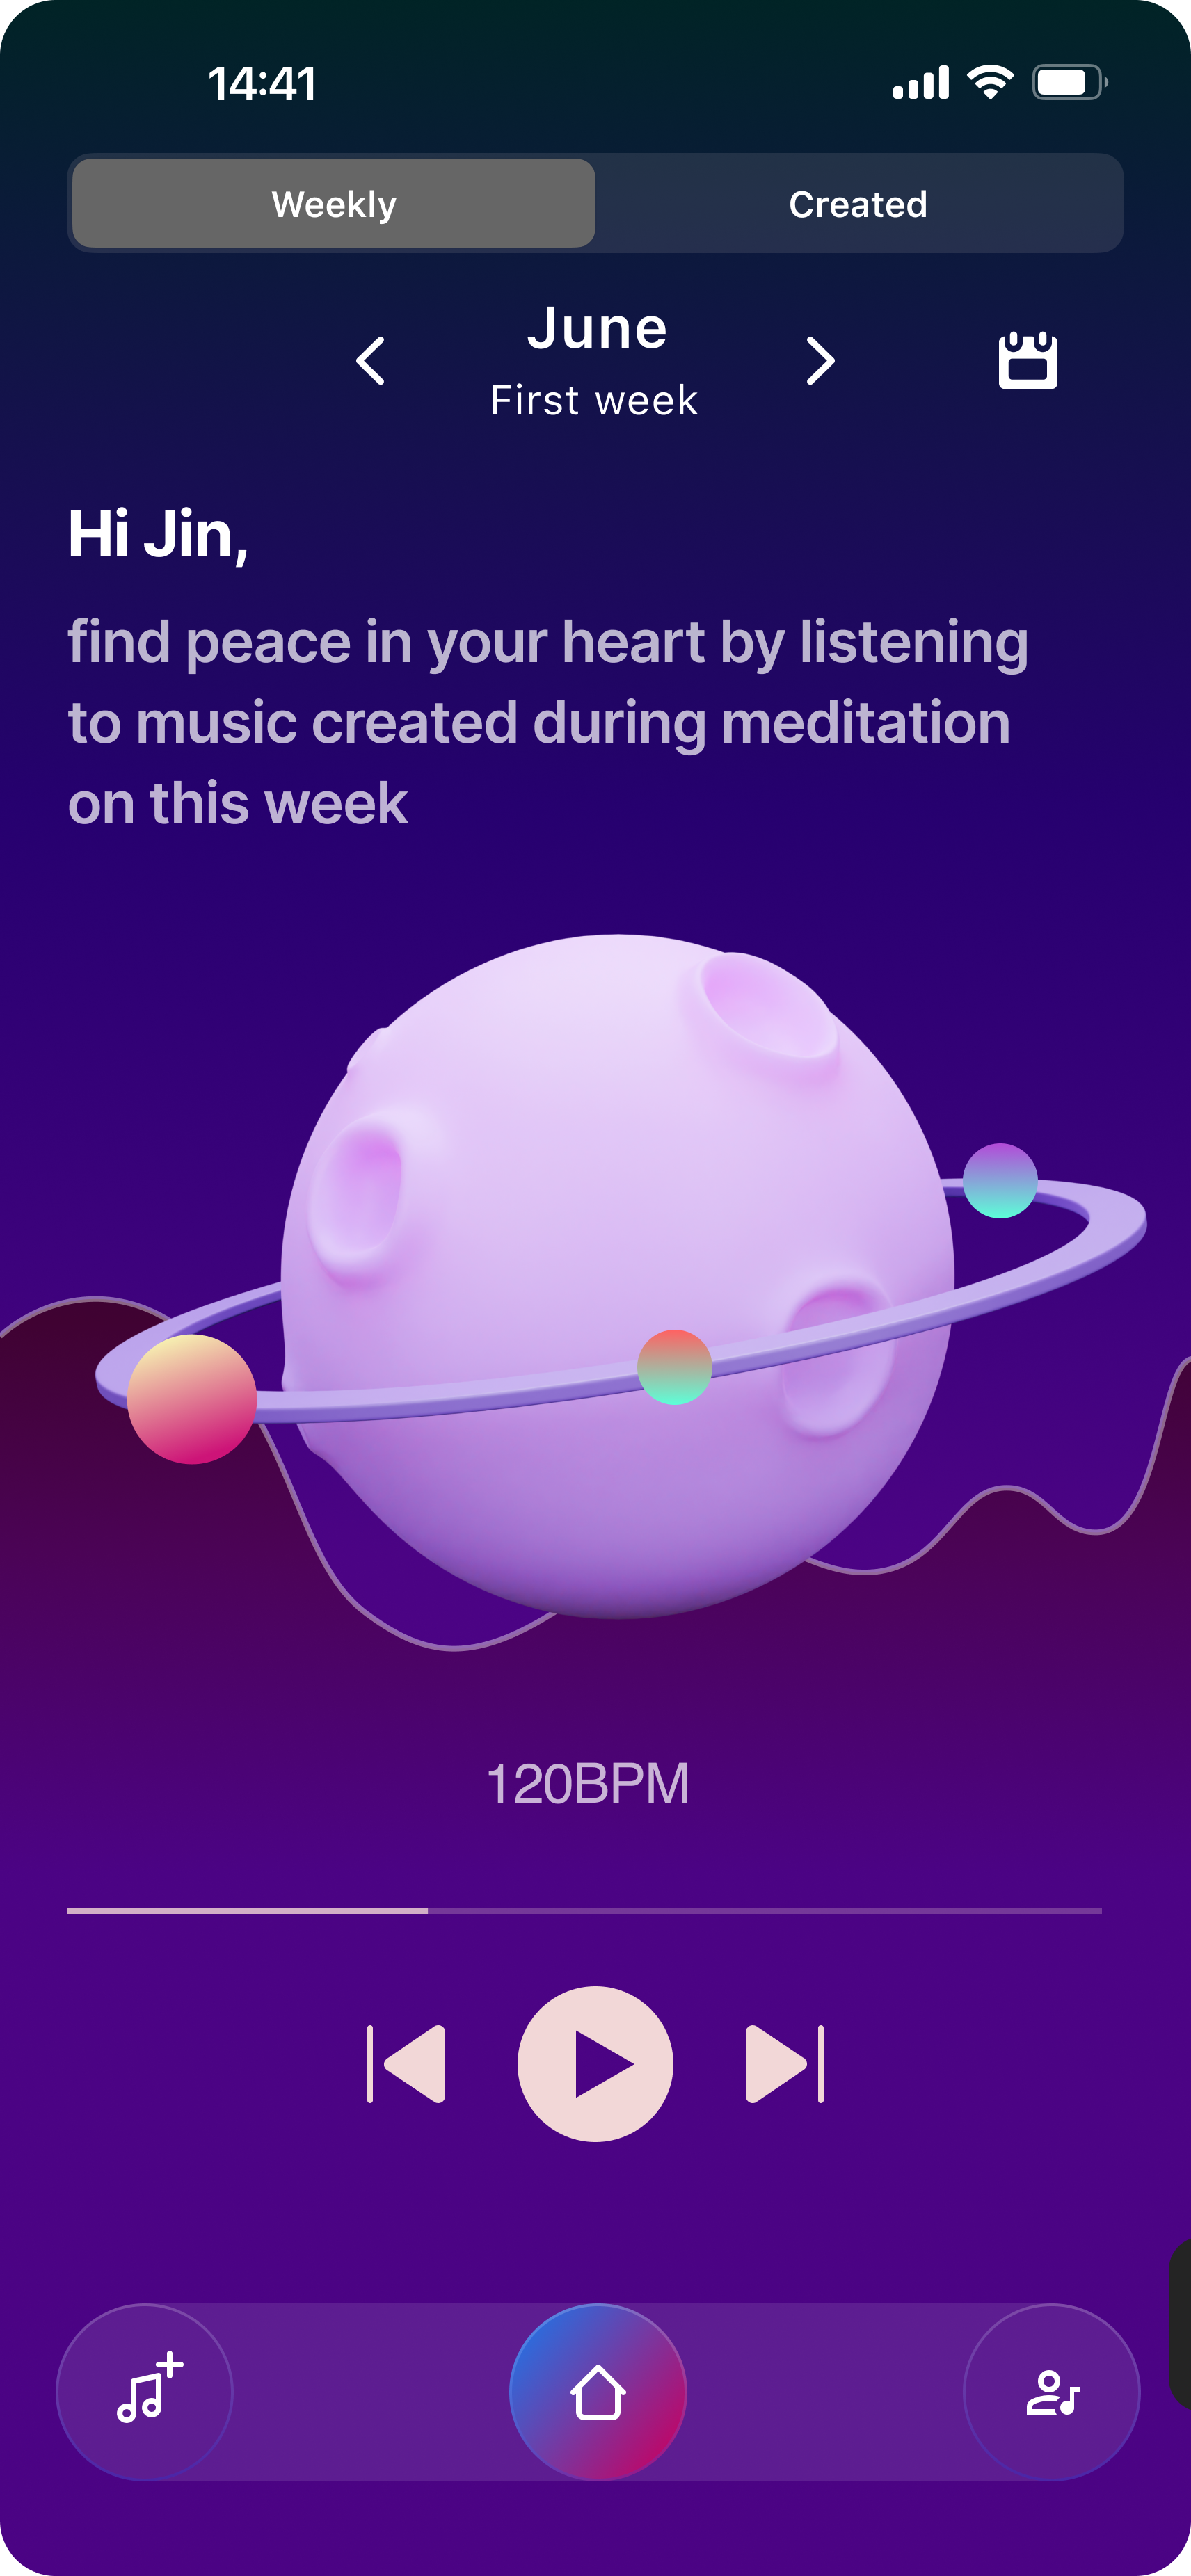 14:41
Weekly
Created
June
First week
Hi Jin,
find peace in your heart by listening
to music created during meditation
on this week
120BPM